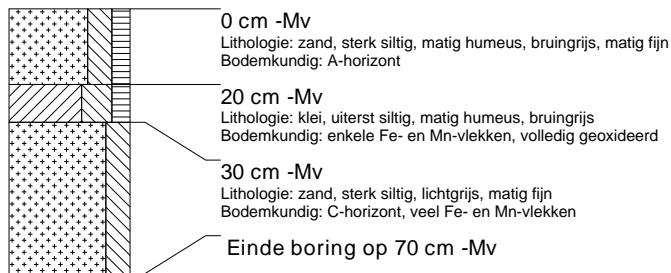 0 cm -Mv
Lithologie: zand, sterk siltig, matig humeus, bruingrijs, matig fijn
Bodemkundig: A-horizont
20 cm -Mv
Lithologie: klei, uiterst siltig, matig humeus, bruingrijs
Bodemkundig: enkele Fe- en Mn-vlekken, volledig geoxideerd
30 cm -Mv
Lithologie: zand, sterk siltig, lichtgrijs, matig fijn
Bodemkundig: C-horizont, veel Fe- en Mn-vlekken
Einde boring op 70 cm -Mv